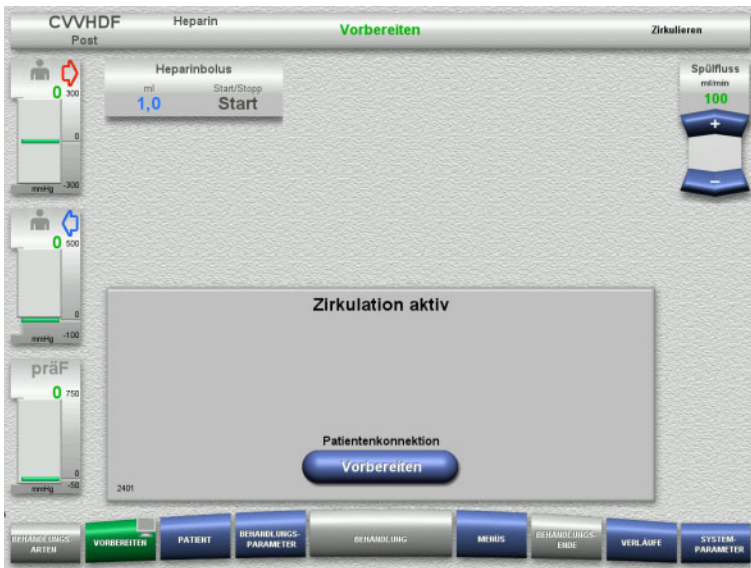 CVVHDF
Post
Heparin
Vorbereiten
Zirkulieren
0
300
0
-300
mmHg
Heparinbolus
ml
Start/Stopp
1,0
Start
Spülfluss
ml/min
100
+
–
0
500
0
-100
mmHg
präF
0
750
0
-50
mmHg
Zirkulation aktiv
Patientenkonnektion
Vorbereiten
2401
BEHANDLUNGS-
ARTEN
VORBEREITEN
PATIENT
BEHANDLUNGS-
PARAMETER
BEHANDLUNG
MENÜS
BEHANDLUNGS-
ENDE
VERLÄUFE
SYSTEM-
PARAMETER